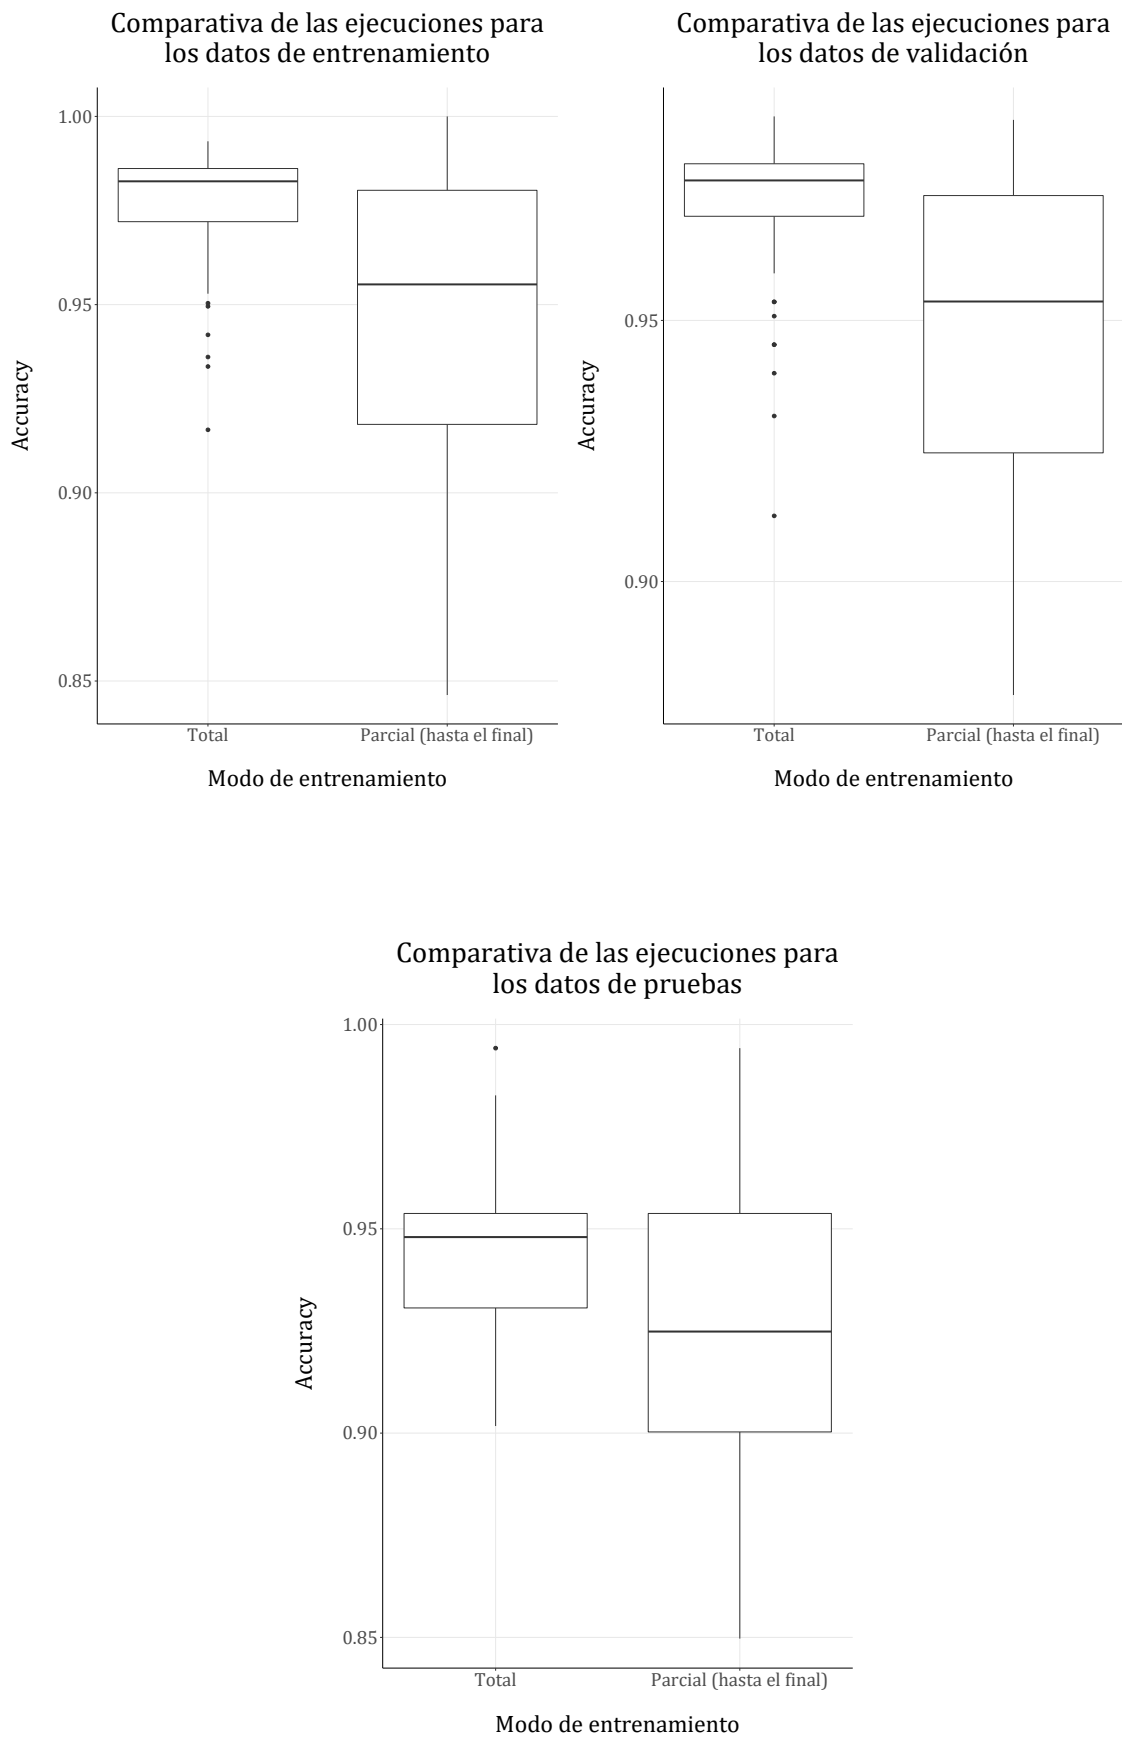 Comparativa de las ejecuciones para
los datos de entrenamiento
1.00
0.95
0.90
0.85
Accuracy
Total
Parcial (hasta el final)
Modo de entrenamiento
Comparativa de las ejecuciones para
los datos de validación
0.95
0.90
Accuracy
Total
Parcial (hasta el final)
Modo de entrenamiento
Comparativa de las ejecuciones para
los datos de pruebas
1.00
0.95
0.90
0.85
Accuracy
Total
Parcial (hasta el final)
Modo de entrenamiento